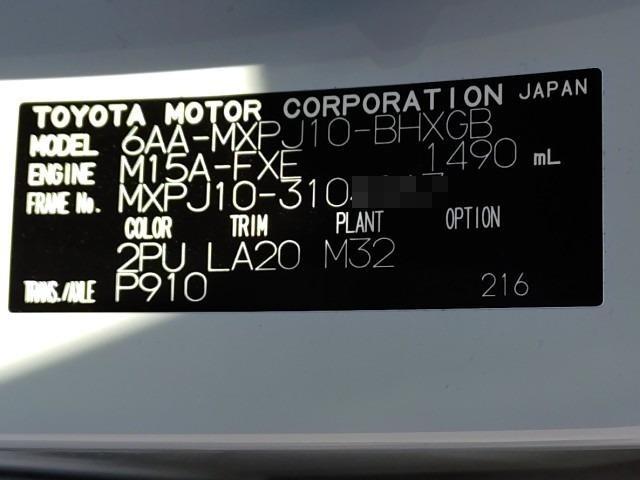 TOYOTA MOTOR CORPORATION JAPAN
MODEL 6AA-MXPJ10-BHXGB
ENGINE M15A-FXE 1490 mL
FRAME No. MXPJ10-310
COLOR TRIM PLANT OPTION
2PU LA20 M32
TRANS./AXLE P910 216